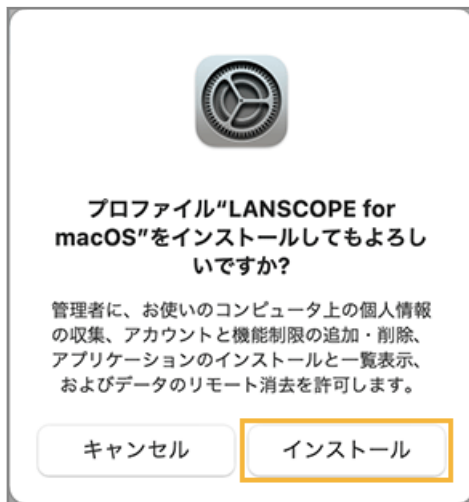 プロファイル“LANSCOPE for
macOS”をインストールしてもよろし
いですか?
管理者に、お使いのコンピュータ上の個人情報
の収集、アカウントと機能制限の追加・削除、
アプリケーションのインストールと一覧表示、
およびデータのリモート消去を許可します。
キャンセル
インストール